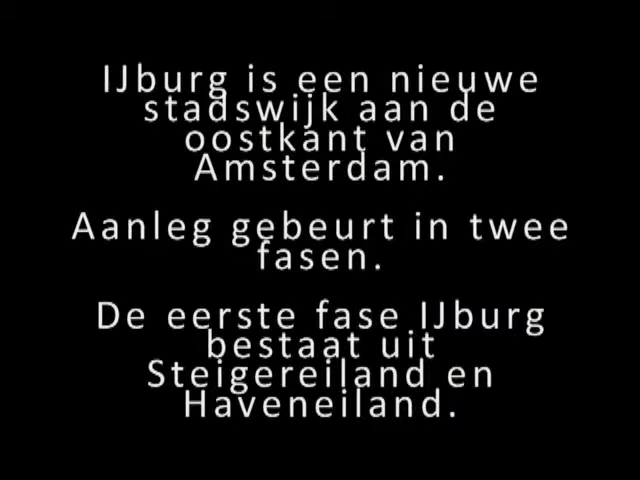 IJburg is een nieuwe
stadswijk aan de
oostkant van
Amsterdam.
Aanleg gebeurt in twee
fasen.
De eerste fase IJburg
bestaat uit
Steigereiland en
Haveneiland.